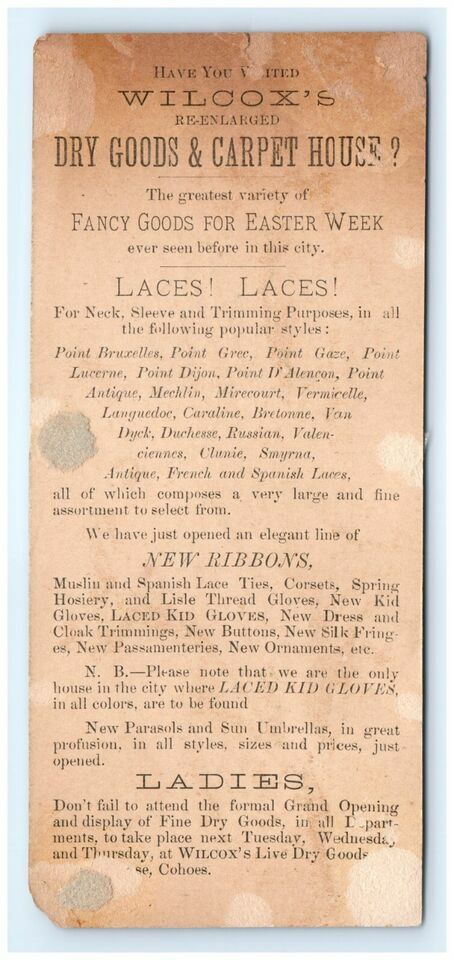 HAVE YOU V ITED
WILCOX'S
RE-ENLARGED
DRY GOODS & CARPET HOUSE?
The greatest variety of
FANCY GOODS FOR EASTER WEEK
ever seen before in this city.
LACES! LACES!
For Neck, Sleeve and Trimming Purposes, in all
the following popular styles:
Point Bruxelles, Point Grec, Point Gaze, Point
Lucerne, Point Dijon, Point D'Alençon, Point
Antique, Mechlin, Mirecourt, Vermicelle,
Languedoc, Caraline, Bretonne, Van
Dyck, Duchesse, Russian, Valen-
ciennes, Clunie, Smyrna,
Antique, French and Spanish Laces,
all of which composes a very large and fine
assortment to select from.
We have just opened an elegant line of
NEW RIBBONS,
Muslin and Spanish Lace Ties, Corsets, Spring
Hosiery, and Lisle Thread Gloves, New Kid
Gloves, LACED KID GLOVES, New Dress and
Cloak Trimmings, New Buttons, New Silk Fring-
es, New Passamenteries, New Ornaments, etc.
N. B.—Please note that we are the only
house in the city where LACED KID GLOVES,
in all colors, are to be found
New Parasols and Sun Umbrellas, in great
profusion, in all styles, sizes and prices, just
opened.
LADIES,
Don't fail to attend the formal Grand Opening
and display of Fine Dry Goods, in all D part-
ments, to take place next Tuesday, Wednesday
and Thursday, at WILCOX'S Live Dry Goods
se, Cohoes.